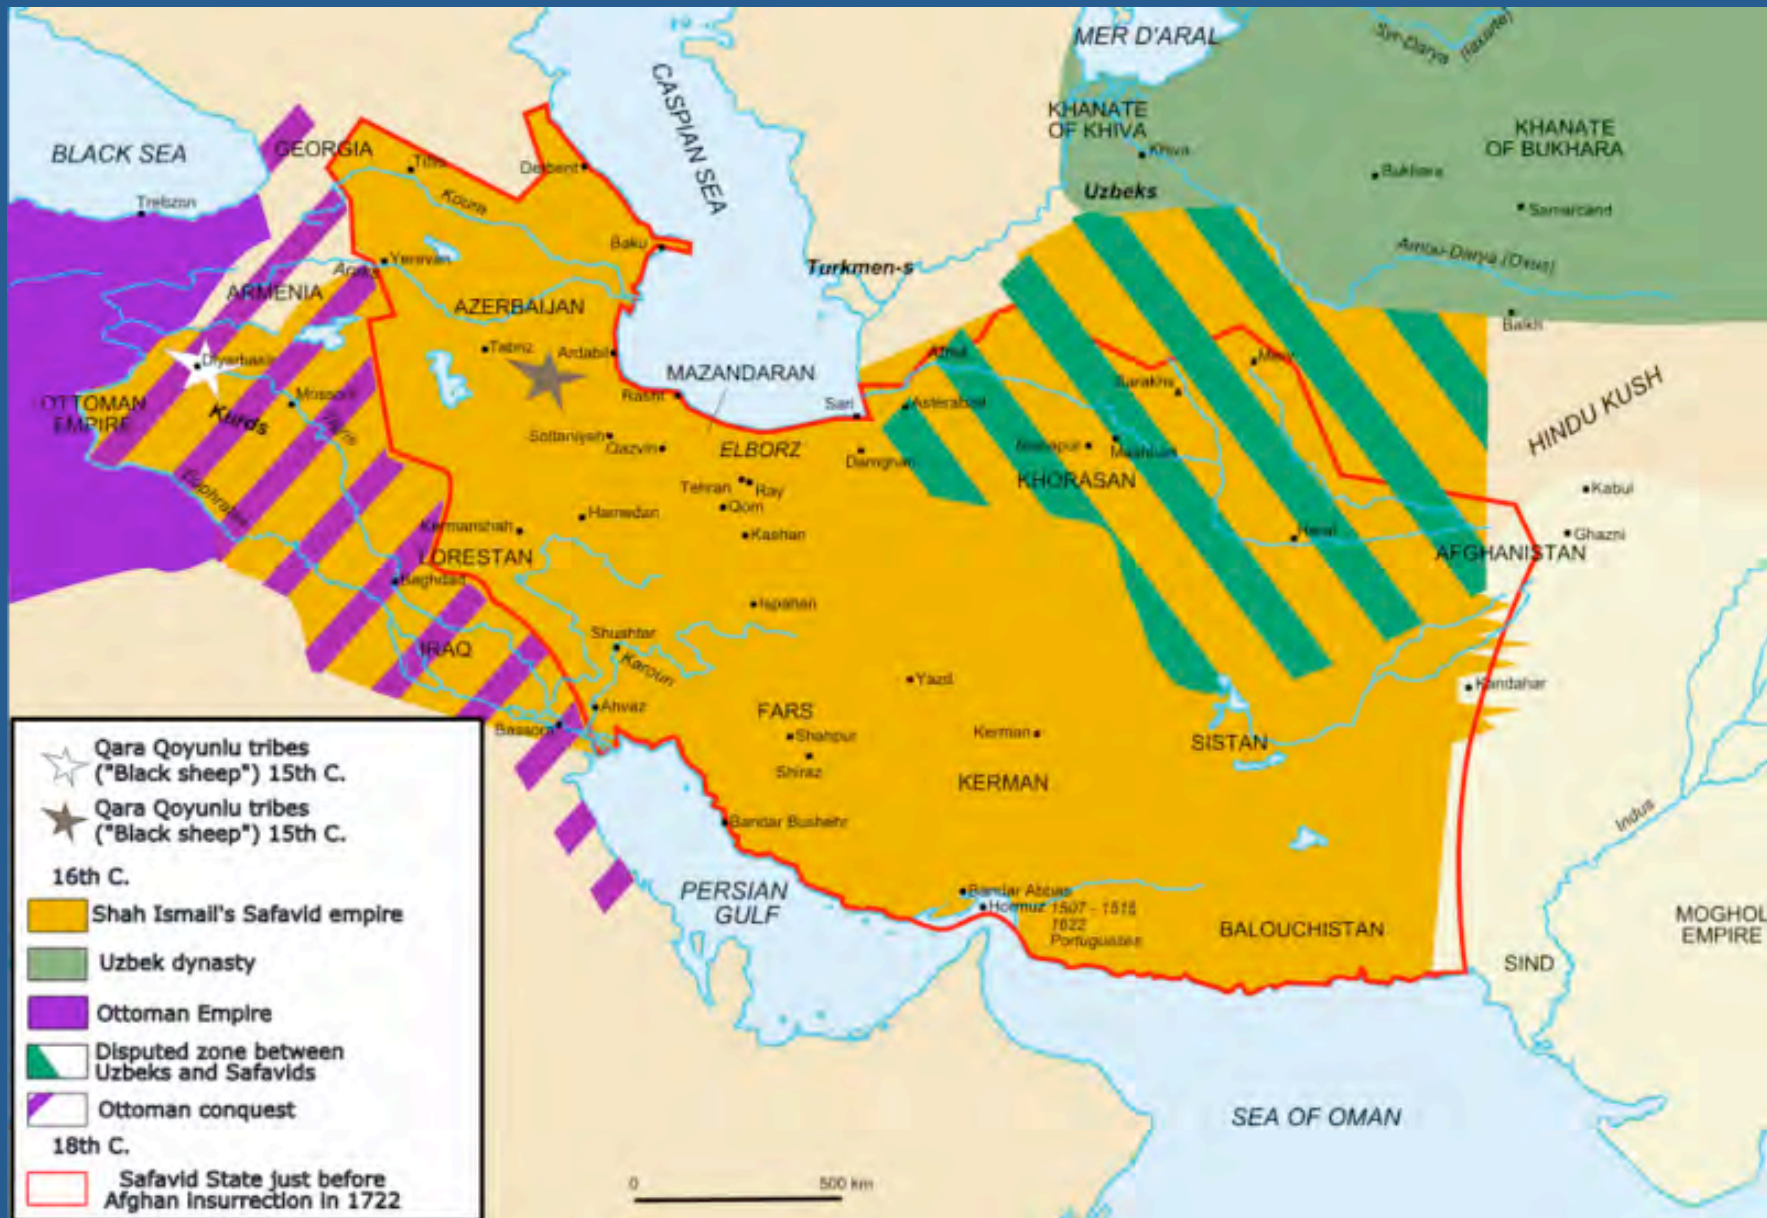 MER D'ARAL
Syr-Darya
CASPIAN SEA
KHANATE
OF KHIVA
Khiva
KHANATE
OF BUKHARA
Bukhara
Samarcand
Uzbeks
Amou-Darya (Oxus)
Balkh
BLACK SEA
Trebzon
GEORGIA
Tiflis
Derbent
Koura
Baku
Yerevan
Araks
ARMENIA
AZERBAIJAN
Turkmen-s
Tabriz
Ardabil
MAZANDARAN
Rasht
Sari
Diyarbakir
OTTOMAN
EMPIRE
Kurds
Mossoul
Tigris
Euphrates
Soltaniyeh
Qazvin
ELBORZ
Damghan
Asterabad
Atrek
Sarakhs
Merv
Nishapur
Mashhad
KHORASAN
HINDU KUSH
Kabul
Ghazni
Tehran
Ray
Qom
Kashan
Hamedan
Kermanshah
LORESTAN
Baghdad
Herat
AFGHANISTAN
Ispahan
Shushtar
Karoun
IRAQ
Ahvaz
Bassora
Yazd
FARS
Shahpur
Shiraz
Kerman
KERMAN
SISTAN
Kandahar
Bandar Bushehr
PERSIAN
GULF
Bandar Abbas
Hormuz
1507 - 1515
1622
Portuguese
BALOUCHISTAN
Indus
SIND
MOGHOL
EMPIRE
SEA OF OMAN
Qara Qoyunlu tribes
("Black sheep") 15th C.
Qara Qoyunlu tribes
("Black sheep") 15th C.
16th C.
Shah Ismail's Safavid empire
Uzbek dynasty
Ottoman Empire
Disputed zone between
Uzbeks and Safavids
Ottoman conquest
18th C.
Safavid State just before
Afghan insurrection in 1722
0 500 km